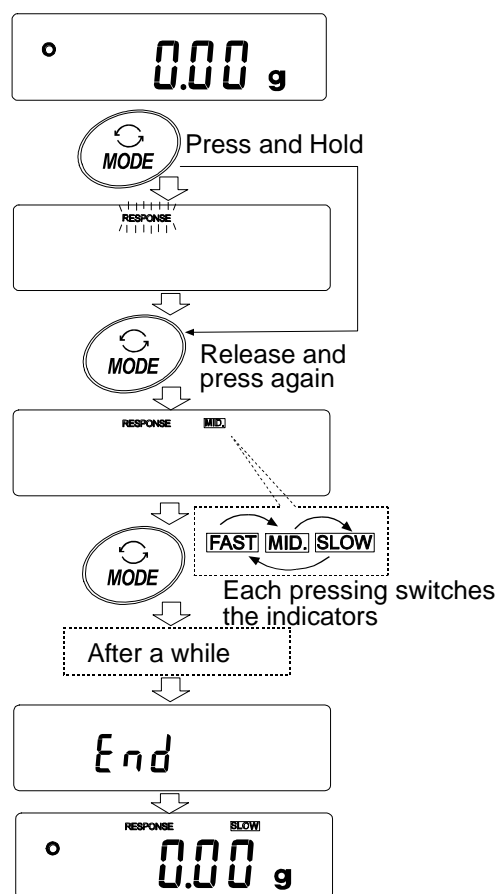 0.00 g
MODE
Press and Hold
RESPONSE
MODE
Release and
press again
RESPONSE MID.
FAST MID. SLOW
MODE
Each pressing switches
the indicators
After a while
End
RESPONSE SLOW
0.00 g